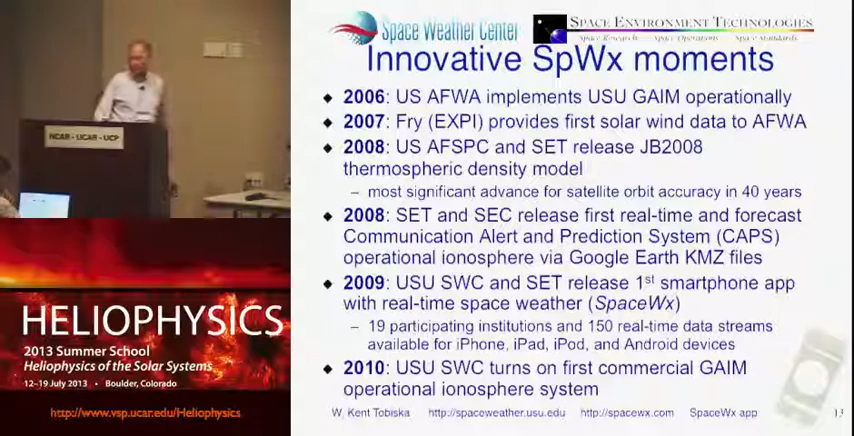 Space Weather Center
SPACE ENVIRONMENT TECHNOLOGIES
Space Research Space Operations Space Standards
Innovative SpWx moments
◆ 2006: US AFWA implements USU GAIM operationally
◆ 2007: Fry (EXPI) provides first solar wind data to AFWA
◆ 2008: US AFSPC and SET release JB2008
thermospheric density model
– most significant advance for satellite orbit accuracy in 40 years
◆ 2008: SET and SEC release first real-time and forecast
Communication Alert and Prediction System (CAPS)
operational ionosphere via Google Earth KMZ files
◆ 2009: USU SWC and SET release 1st smartphone app
with real-time space weather (SpaceWx)
– 19 participating institutions and 150 real-time data streams
available for iPhone, iPad, iPod, and Android devices
◆ 2010: USU SWC turns on first commercial GAIM
operational ionosphere system
W. Kent Tobiska http://spaceweather.usu.edu http://spacewx.com SpaceWx app 13
NCAR - UCAR - UCP
HELIOPHYSICS
2013 Summer School
Heliophysics of the Solar Systems
12–19 July 2013 • Boulder, Colorado
http://www.vsp.ucar.edu/Heliophysics